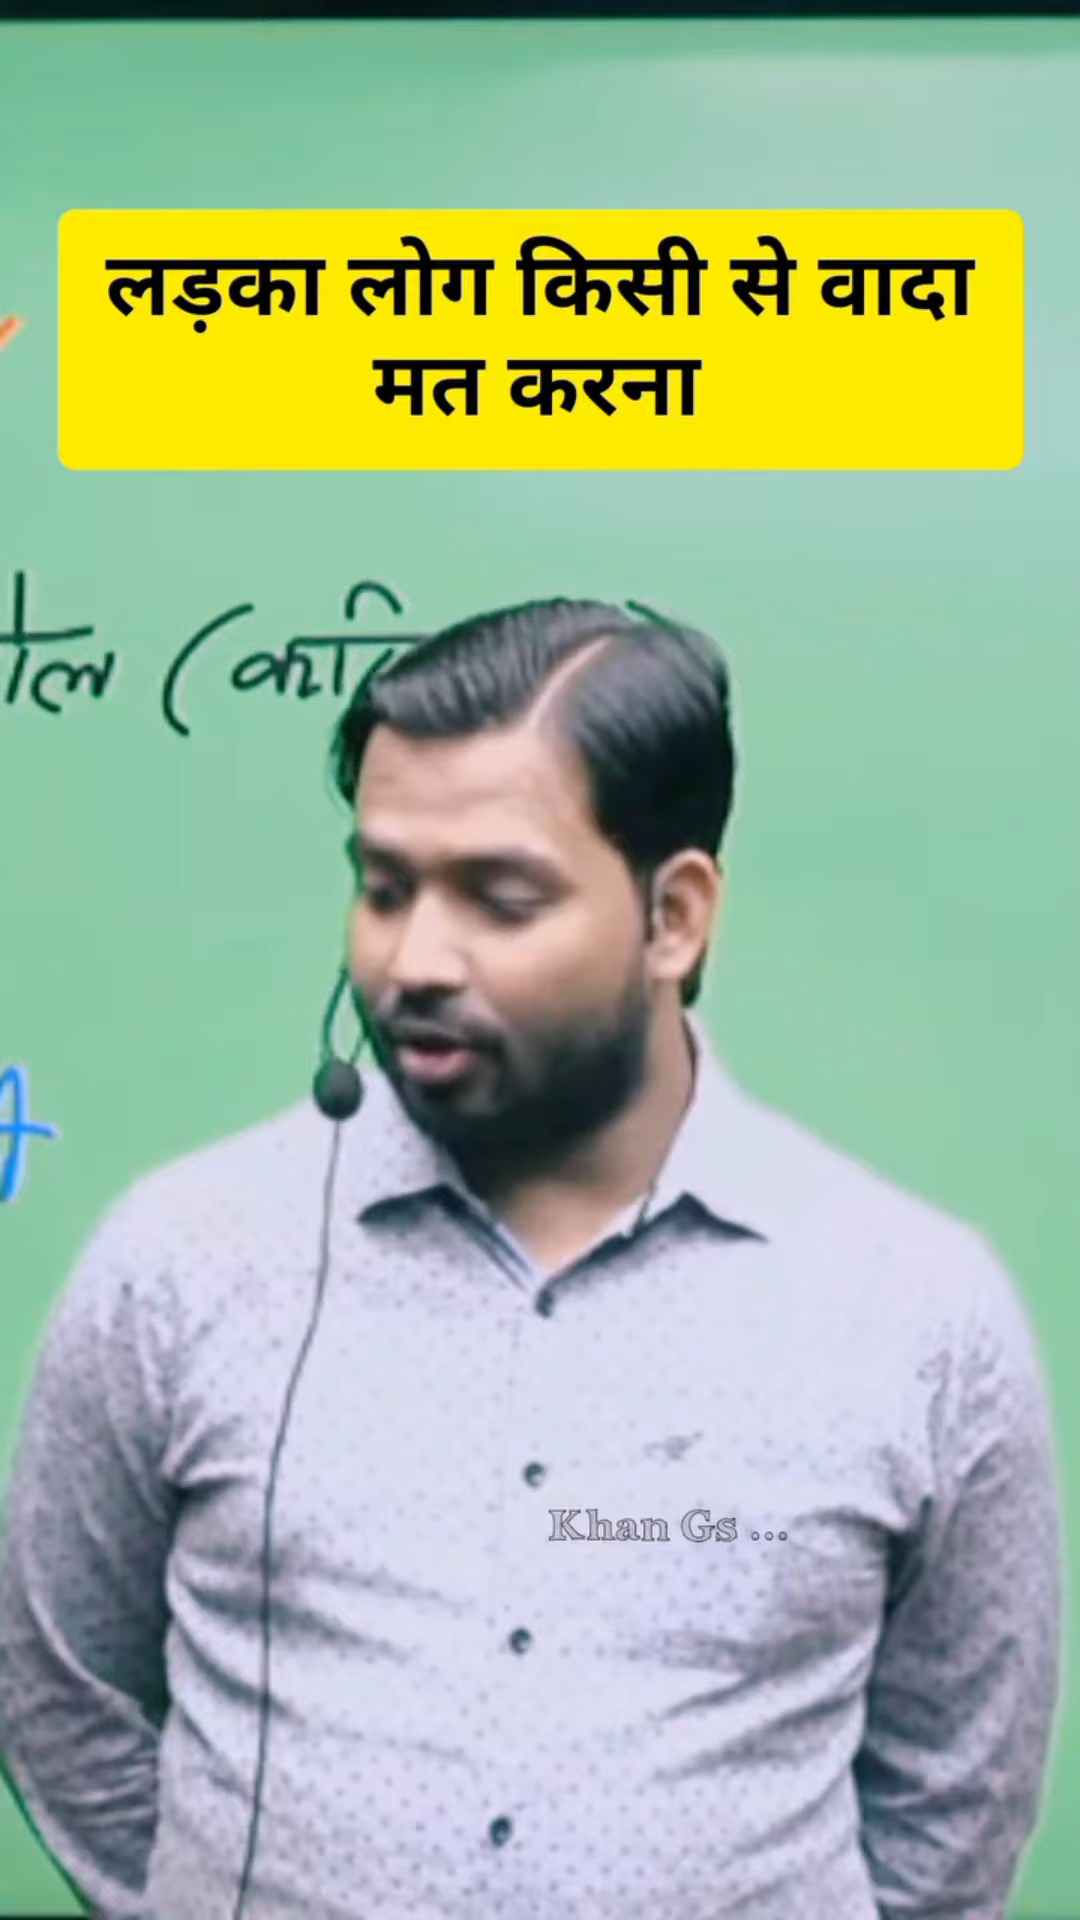 लड़का लोग किसी से वादा
मत करना
Khan Gs ...